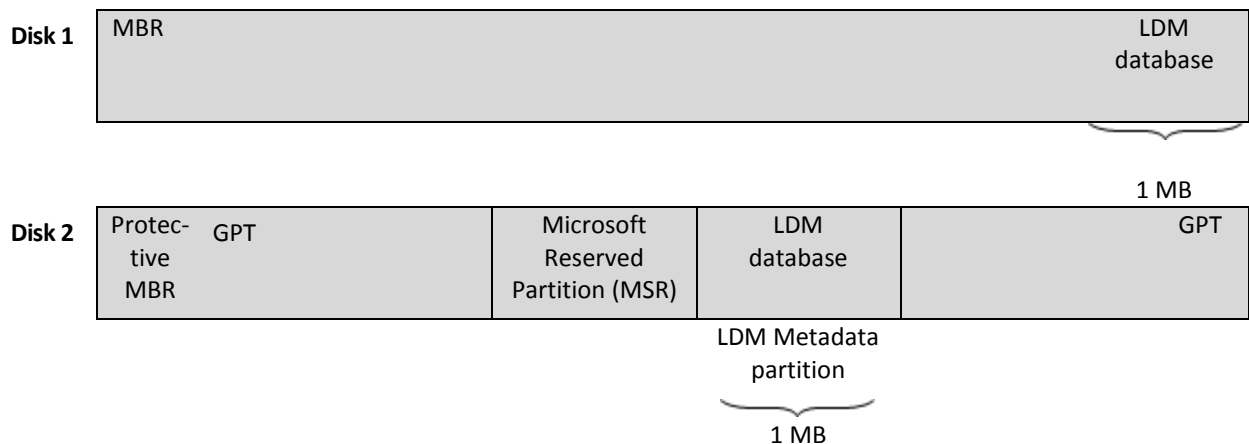 Disk 1
MBR
LDM
database
1 MB
Disk 2
Protec-
tive
MBR
GPT
Microsoft
Reserved
Partition (MSR)
LDM
database
GPT
LDM Metadata
partition
1 MB